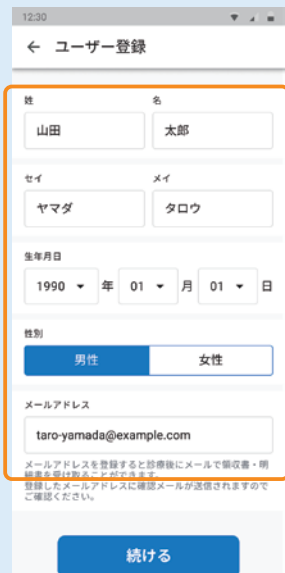 12:30
← ユーザー登録
姓 名
山田 太郎
セイ メイ
ヤマダ タロウ
生年月日
1990 年 01 月 01 日
性別
男性 女性
メールアドレス
taro-yamada@example.com
メールアドレスを登録すると診療後にメールで領収書・明
細書を受け取ることができます。
登録したメールアドレスに確認メールが送信されますので
ご確認ください。
続ける